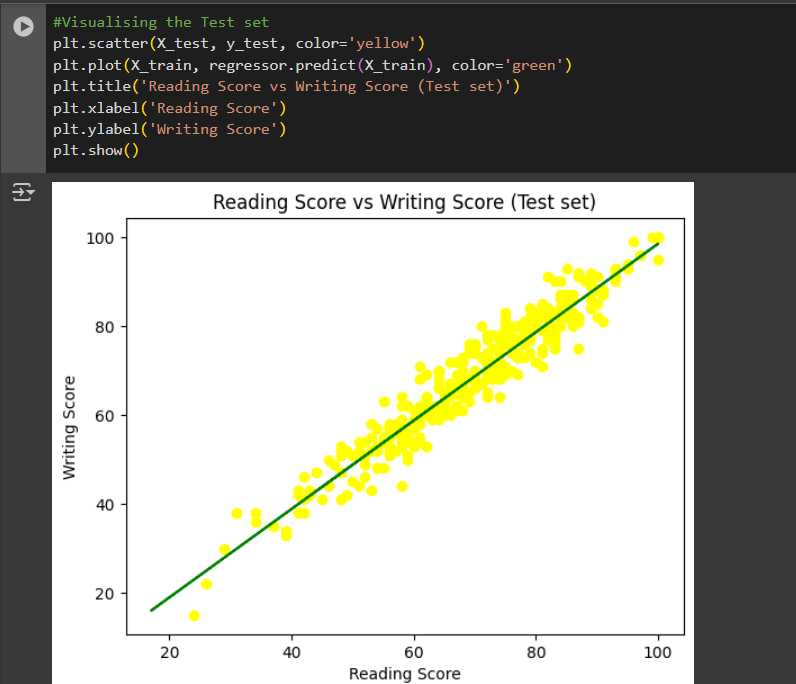 #Visualising the Test set
plt.scatter(X_test, y_test, color='yellow')
plt.plot(X_train, regressor.predict(X_train), color='green')
plt.title('Reading Score vs Writing Score (Test set)')
plt.xlabel('Reading Score')
plt.ylabel('Writing Score')
plt.show()
Reading Score vs Writing Score (Test set)
100
80
60
40
20
Writing Score
20 40 60 80 100
Reading Score